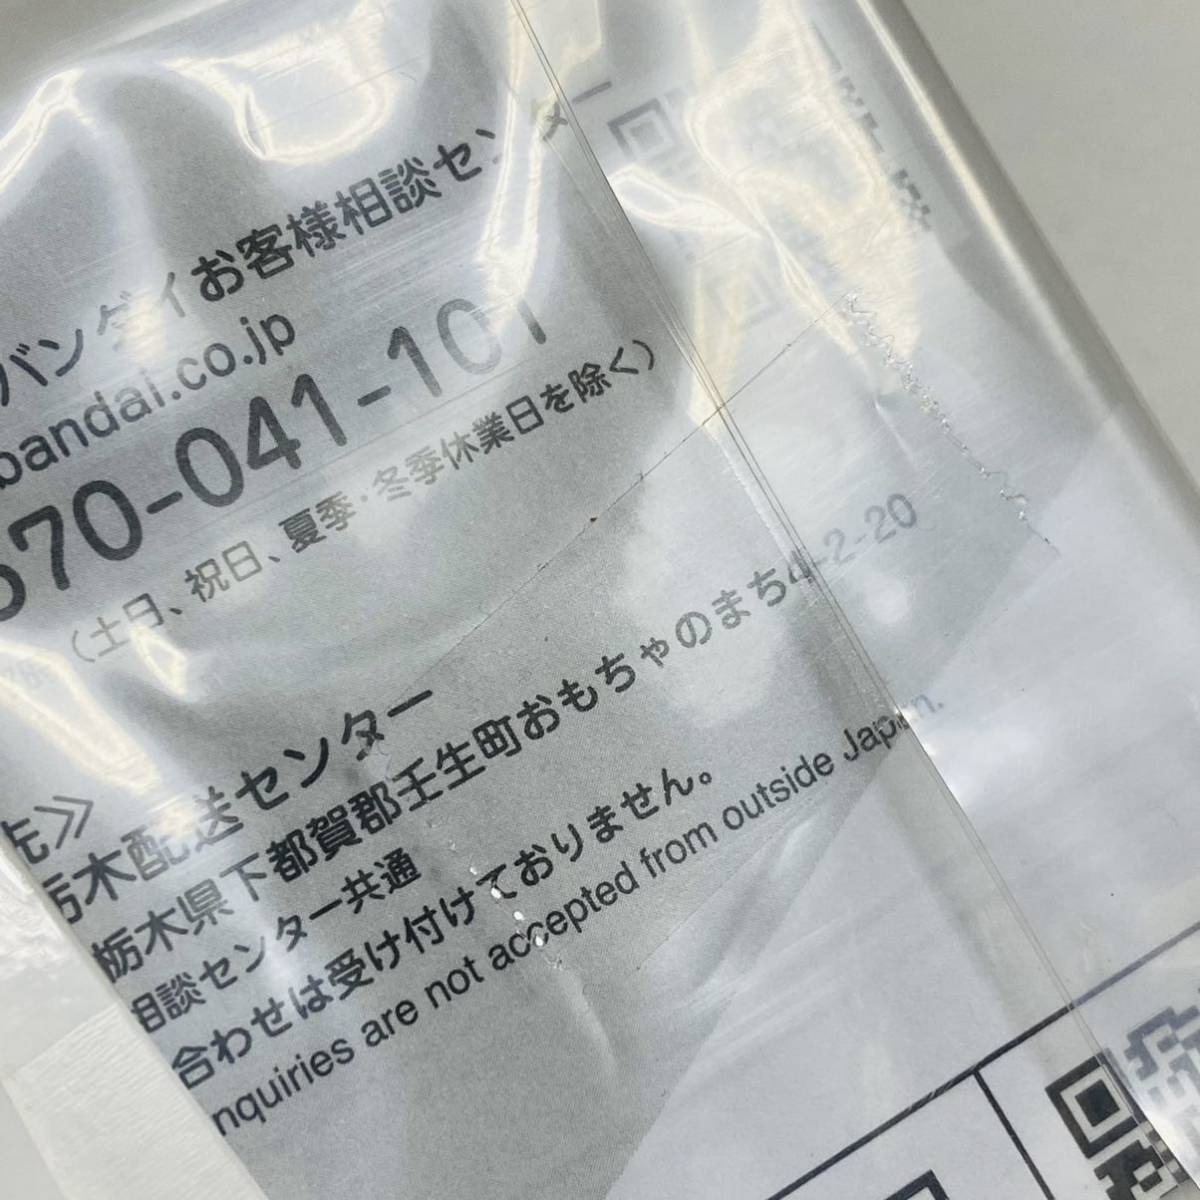 バンダイお客様相談センター
bandai.co.jp
570-041-101
(土日、祝日、夏季・冬季休業日を除く)
先≫
栃木配送センター
栃木県下都賀郡壬生町おもちゃのまち4-2-20
相談センター共通
合わせは受け付けておりません。
nquiries are not accepted from outside Japan.